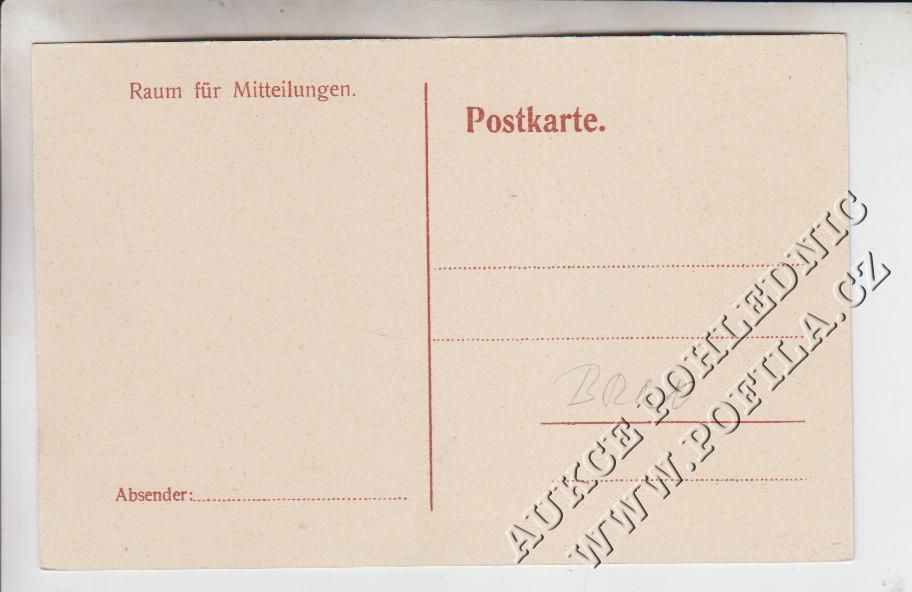 Raum für Mitteilungen.
Postkarte.
Absender:
AUKCE POHLEDNIC
WWW.POFILA.CZ